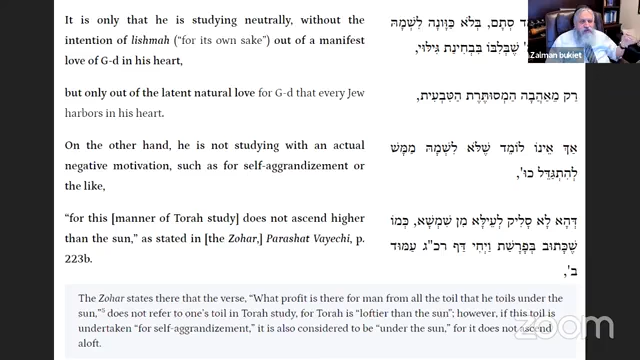 It is only that he is studying neutrally, without the
intention of lishmah (“for its own sake”) out of a manifest
love of G-d in his heart,
סְתָם, בְּלֹא כַּוָּונָה לִשְׁמָהּ
שֶׁבְּלִבּוֹ בִּבְחִינַת גִּילּוּי,
Zalman bukiet
but only out of the latent natural love for G-d that every Jew
harbors in his heart.
רַק מֵאַהֲבָה הַמְסוּתֶּרֶת הַטִּבְעִית,
On the other hand, he is not studying with an actual
negative motivation, such as for self-aggrandizement or
the like,
אַךְ אֵינוֹ לוֹמֵד שֶׁלֹּא לִשְׁמָהּ מַמָּשׁ
לְהִתְגַּדֵּל כוּ',
“for this [manner of Torah study] does not ascend higher
than the sun,” as stated in [the Zohar,] Parashat Vayechi, p.
223b.
דְּהָא לָא סָלִיק לְעֵילָּא מִן שִׁמְשָׁא, כְּמוֹ
שֶׁכָּתוּב בְּפָרָשַׁת וַיְחִי דַּף רכ"ג עַמּוּד
ב',
The Zohar states there that the verse, “What profit is there for man from all the toil that he toils under the
sun,”⁵ does not refer to one’s toil in Torah study, for Torah is “loftier than the sun”; however, if this toil is
undertaken “for self-aggrandizement,” it is also considered to be “under the sun,” for it does not ascend
aloft.
zoom